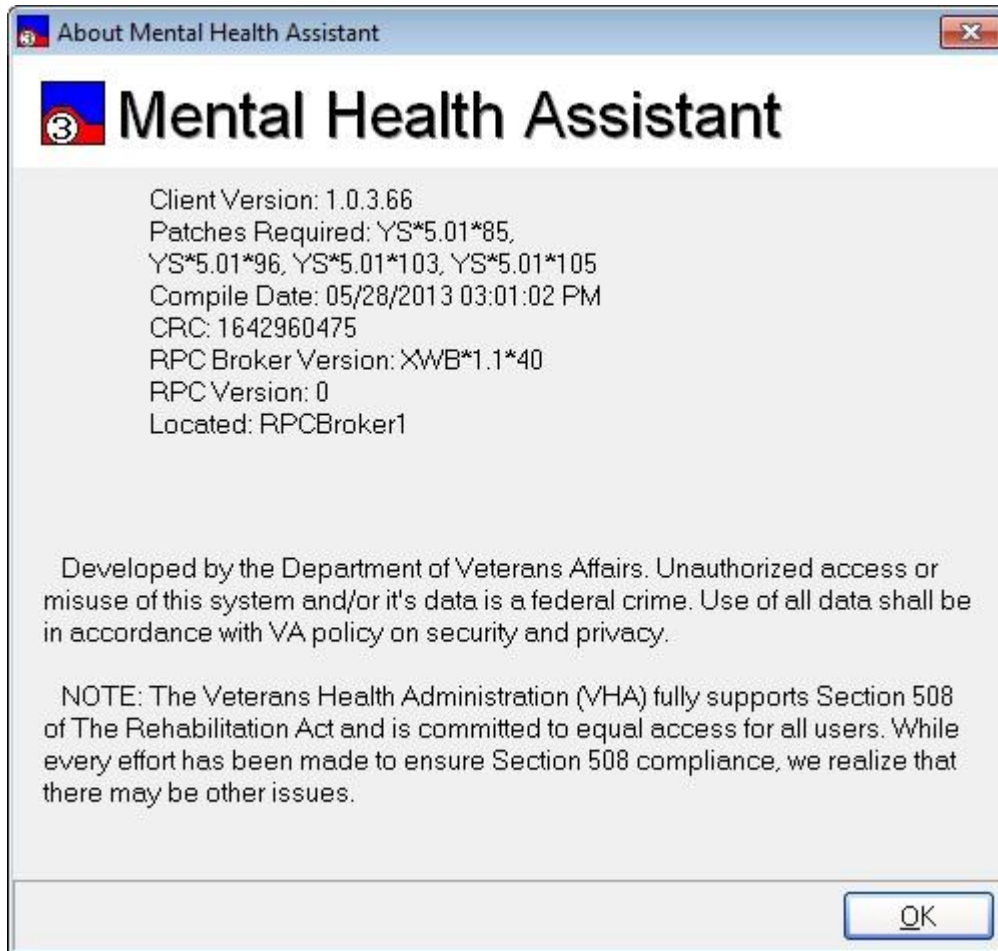 About Mental Health Assistant
3 Mental Health Assistant
Client Version: 1.0.3.66
Patches Required: YS*5.01*85,
YS*5.01*96, YS*5.01*103, YS*5.01*105
Compile Date: 05/28/2013 03:01:02 PM
CRC: 1642960475
RPC Broker Version: XWB*1.1*40
RPC Version: 0
Located: RPCBroker1
Developed by the Department of Veterans Affairs. Unauthorized access or
misuse of this system and/or it's data is a federal crime. Use of all data shall be
in accordance with VA policy on security and privacy.
NOTE: The Veterans Health Administration (VHA) fully supports Section 508
of The Rehabilitation Act and is committed to equal access for all users. While
every effort has been made to ensure Section 508 compliance, we realize that
there may be other issues.
OK